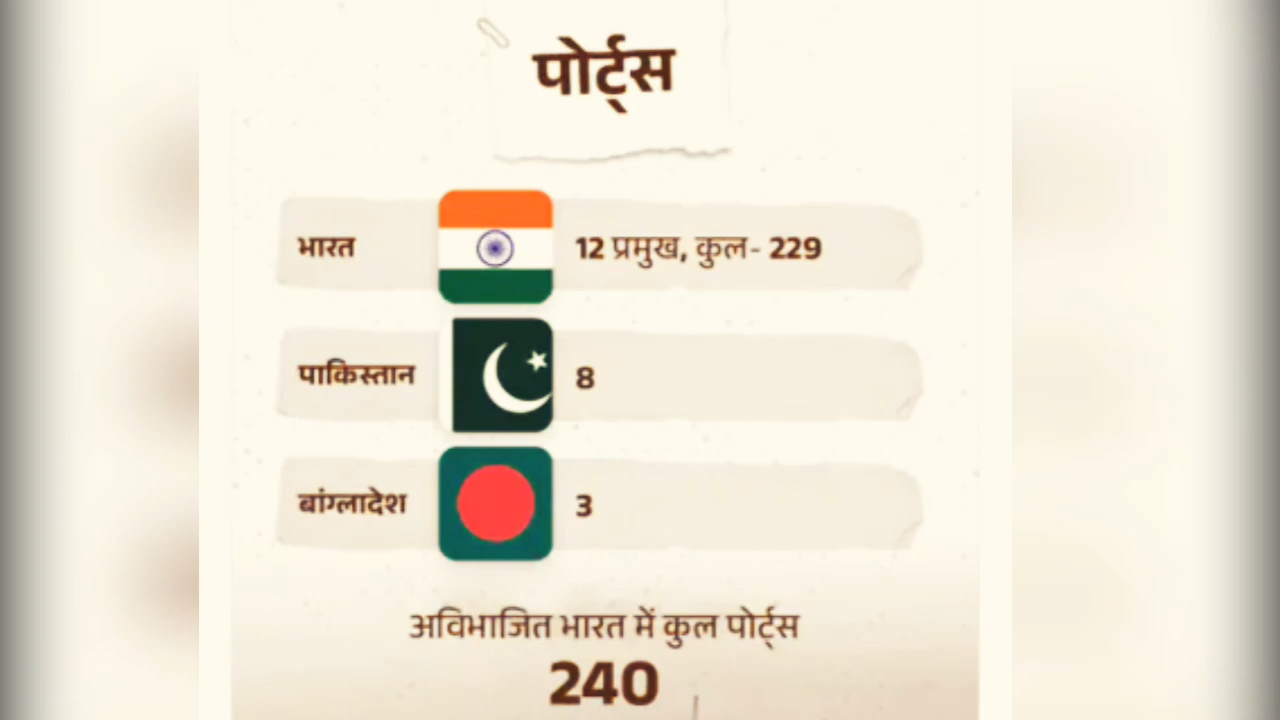 पोर्ट्स
भारत 12 प्रमुख, कुल- 229
पाकिस्तान 8
बांग्लादेश 3
अविभाजित भारत में कुल पोर्ट्स
240